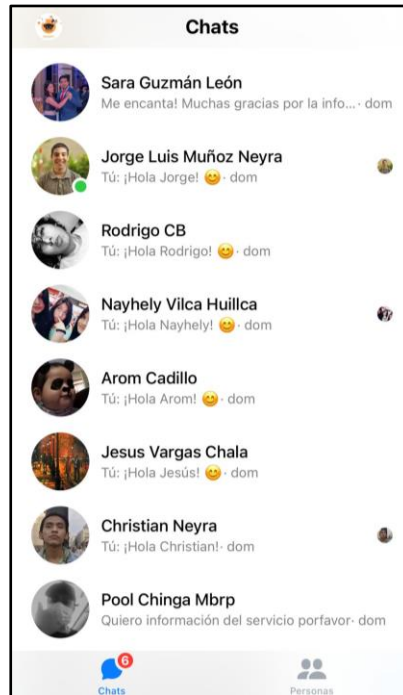 Chats
Sara Guzmán León
Me encanta! Muchas gracias por la info... · dom
Jorge Luis Muñoz Neyra
Tú: ¡Hola Jorge! 😊 · dom
Rodrigo CB
Tú: ¡Hola Rodrigo! 😊 · dom
Nayhely Vilca Huillca
Tú: ¡Hola Nayhely! 😊 · dom
Arom Cadillo
Tú: ¡Hola Arom! 😊 · dom
Jesus Vargas Chala
Tú: ¡Hola Jesús! 😊 · dom
Christian Neyra
Tú: ¡Hola Christian! · dom
Pool Chinga Mbrp
Quiero información del servicio porfavor · dom
6
Chats
Personas